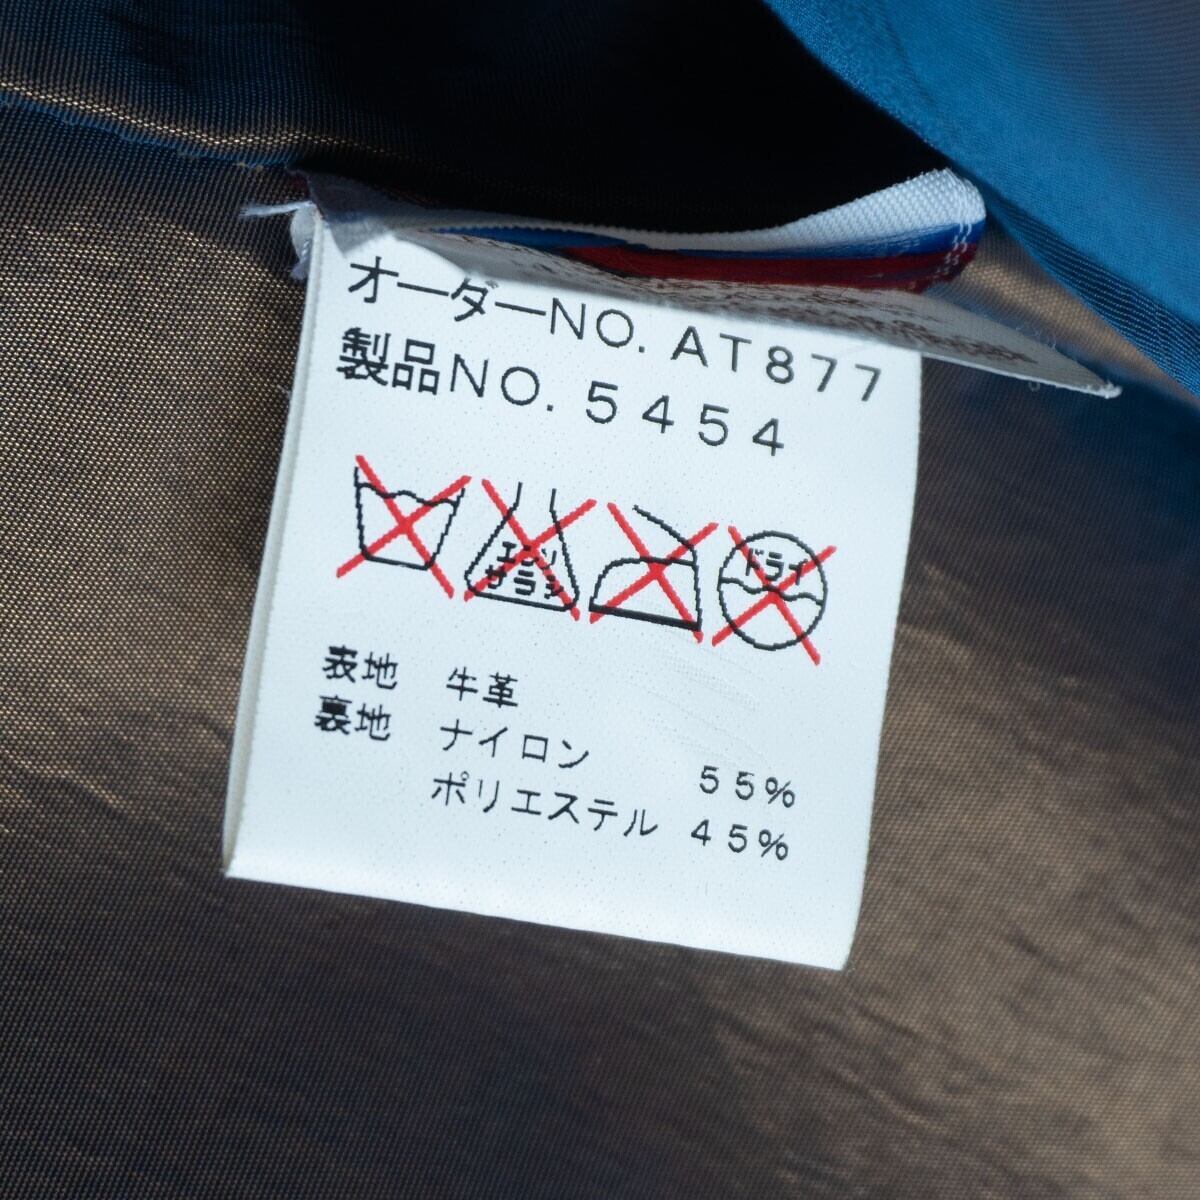 オーダーNO. AT877
製品NO. 5454
エンソ
サラシ
ドライ
表地 牛革
裏地 ナイロン 55%
ポリエステル 45%